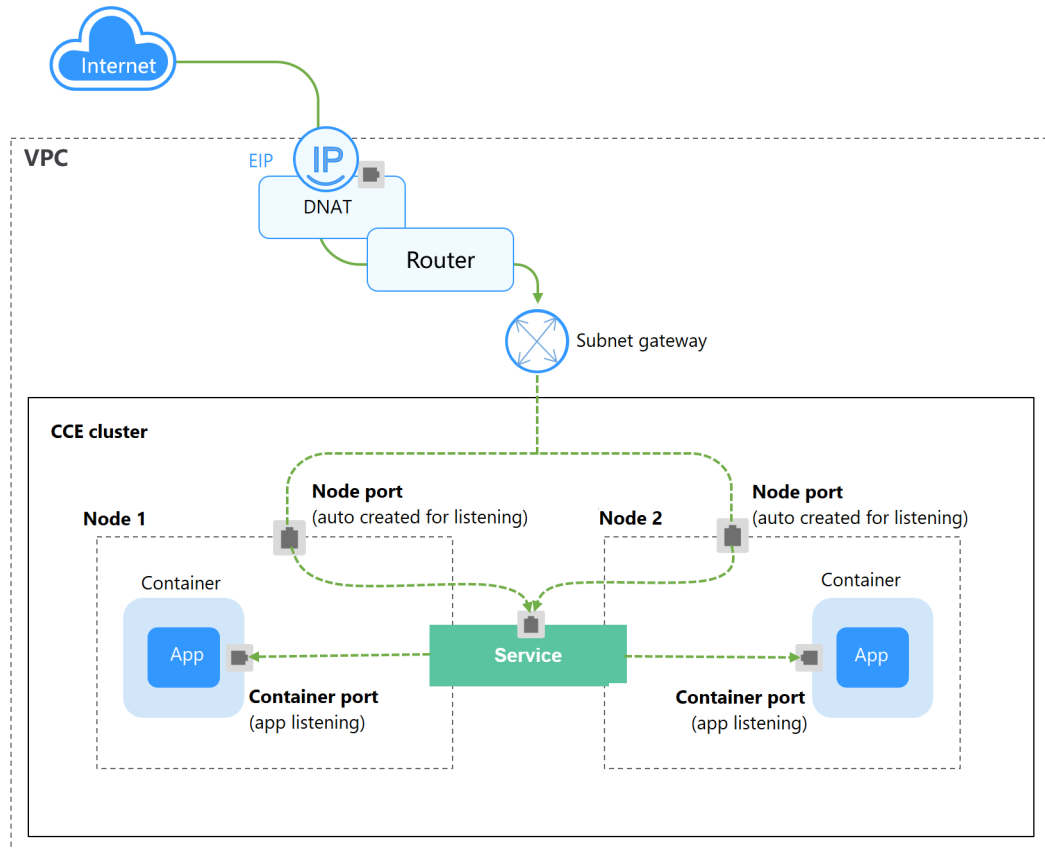 Internet
VPC
EIP
IP
DNAT
Router
Subnet gateway
CCE cluster
Node port
(auto created for listening)
Node port
(auto created for listening)
Node 1
Node 2
Container
Container
App
Service
App
Container port
(app listening)
Container port
(app listening)